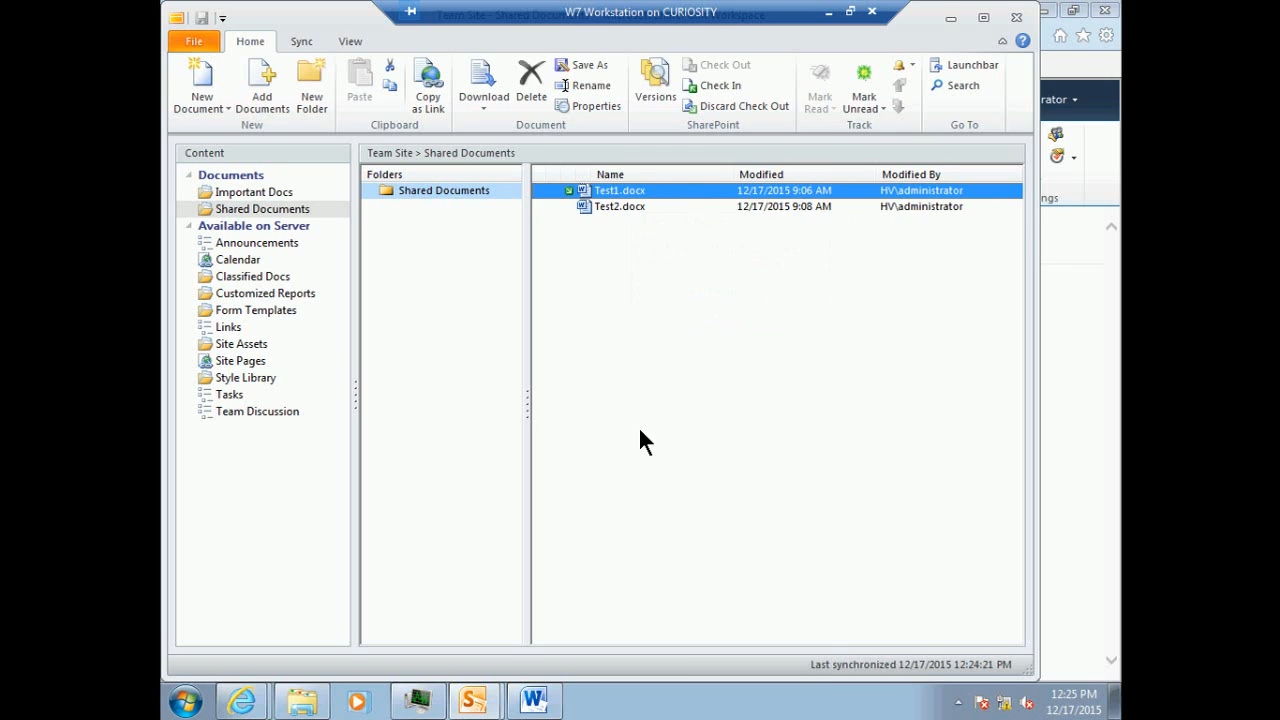 W7 Workstation on CURIOSITY
File Home Sync View
New Document
Add Documents
New Folder
New
Paste
Copy as Link
Clipboard
Download
Delete
Save As
Rename
Properties
Document
Versions
Check Out
Check In
Discard Check Out
SharePoint
Mark Read
Mark Unread
Track
Launchbar
Search
Go To
rator
ngs
Content
Documents
Important Docs
Shared Documents
Available on Server
Announcements
Calendar
Classified Docs
Customized Reports
Form Templates
Links
Site Assets
Site Pages
Style Library
Tasks
Team Discussion
Team Site > Shared Documents
Folders
Shared Documents
Name Modified Modified By
Test1.docx 12/17/2015 9:06 AM HV\administrator
Test2.docx 12/17/2015 9:08 AM HV\administrator
Last synchronized 12/17/2015 12:24:21 PM
12:25 PM
12/17/2015